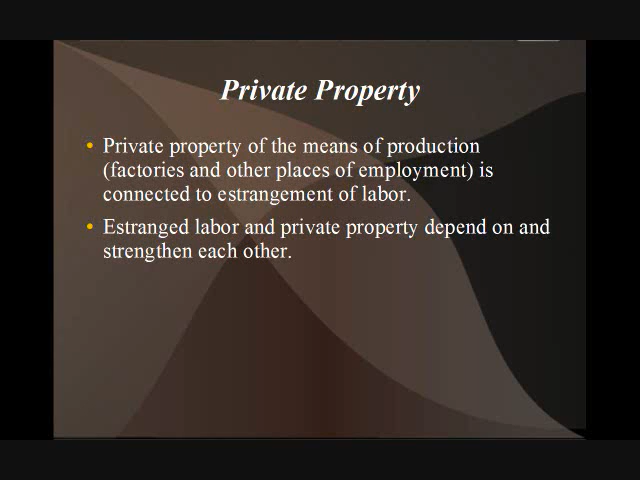 Private Property
• Private property of the means of production
(factories and other places of employment) is
connected to estrangement of labor.
• Estranged labor and private property depend on and
strengthen each other.